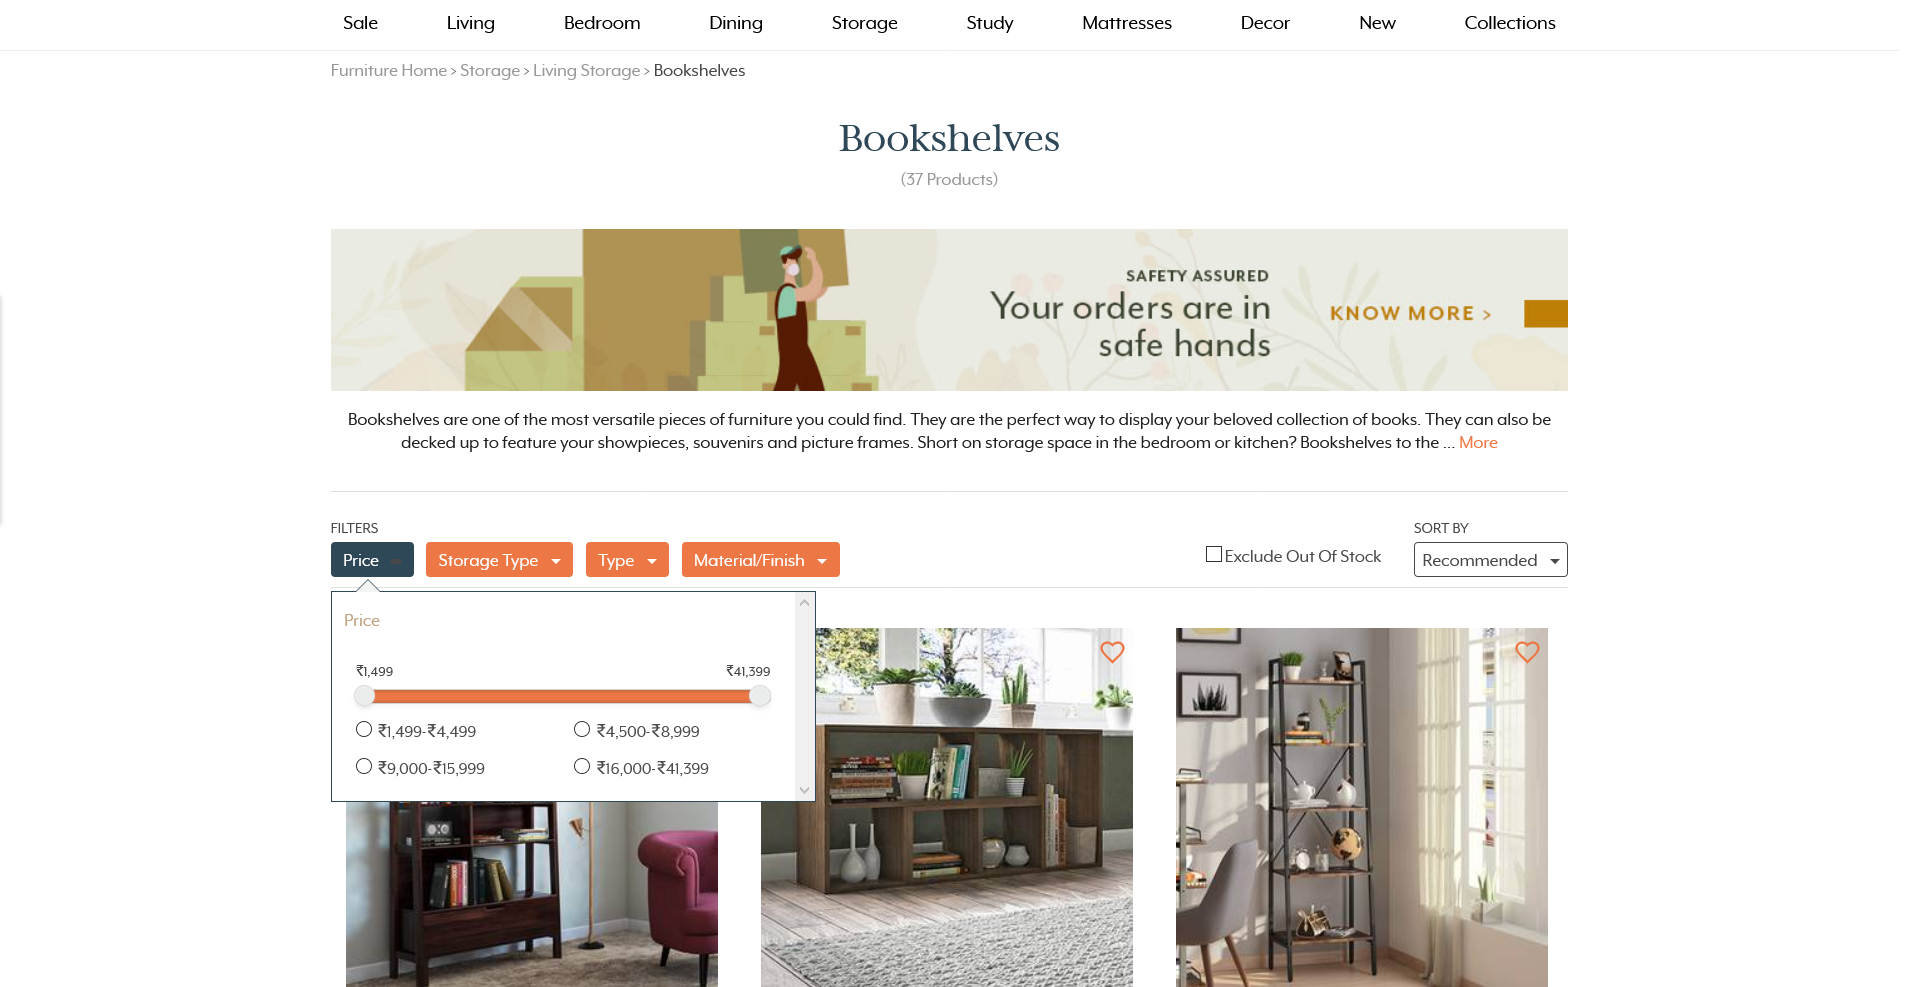 Sale Living Bedroom Dining Storage Study Mattresses Decor New Collections
Furniture Home > Storage > Living Storage > Bookshelves
Bookshelves
(37 Products)
SAFETY ASSURED
Your orders are in
safe hands
KNOW MORE >
Bookshelves are one of the most versatile pieces of furniture you could find. They are the perfect way to display your beloved collection of books. They can also be
decked up to feature your showpieces, souvenirs and picture frames. Short on storage space in the bedroom or kitchen? Bookshelves to the ... More
FILTERS
SORT BY
Price Storage Type Type Material/Finish Exclude Out Of Stock Recommended
Price
₹1,499 ₹41,399
₹1,499-₹4,499 ₹4,500-₹8,999
₹9,000-₹15,999 ₹16,000-₹41,399